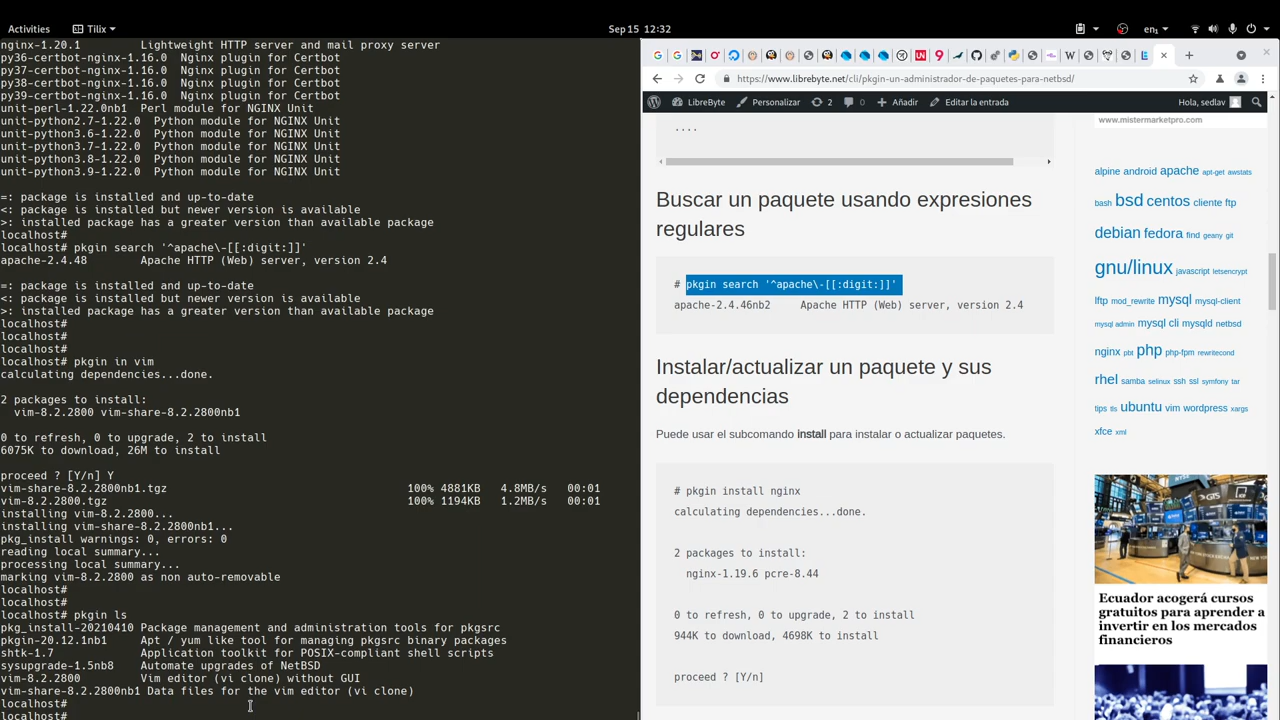 Activities
Tilix
Sep 15 12:32
en₁
nginx-1.20.1 Lightweight HTTP server and mail proxy server
py36-certbot-nginx-1.16.0 Nginx plugin for Certbot
py37-certbot-nginx-1.16.0 Nginx plugin for Certbot
py38-certbot-nginx-1.16.0 Nginx plugin for Certbot
py39-certbot-nginx-1.16.0 Nginx plugin for Certbot
unit-perl-1.22.0nb1 Perl module for NGINX Unit
unit-python2.7-1.22.0 Python module for NGINX Unit
unit-python3.6-1.22.0 Python module for NGINX Unit
unit-python3.7-1.22.0 Python module for NGINX Unit
unit-python3.8-1.22.0 Python module for NGINX Unit
unit-python3.9-1.22.0 Python module for NGINX Unit
=: package is installed and up-to-date
<: package is installed but newer version is available
>: installed package has a greater version than available package
localhost#
localhost# pkgin search '^apache\-[[:digit:]]'
apache-2.4.48 Apache HTTP (Web) server, version 2.4
=: package is installed and up-to-date
<: package is installed but newer version is available
>: installed package has a greater version than available package
localhost#
localhost#
localhost#
localhost# pkgin in vim
calculating dependencies...done.
2 packages to install:
vim-8.2.2800 vim-share-8.2.2800nb1
0 to refresh, 0 to upgrade, 2 to install
6075K to download, 26M to install
proceed ? [Y/n] Y
vim-share-8.2.2800nb1.tgz 100% 4881KB 4.8MB/s 00:01
vim-8.2.2800.tgz 100% 1194KB 1.2MB/s 00:01
installing vim-8.2.2800...
installing vim-share-8.2.2800nb1...
pkg_install warnings: 0, errors: 0
reading local summary...
processing local summary...
marking vim-8.2.2800 as non auto-removable
localhost#
localhost#
localhost# pkgin ls
pkg_install-20210410 Package management and administration tools for pkgsrc
pkgin-20.12.1nb1 Apt / yum like tool for managing pkgsrc binary packages
shtk-1.7 Application toolkit for POSIX-compliant shell scripts
sysupgrade-1.5nb8 Automate upgrades of NetBSD
vim-8.2.2800 Vim editor (vi clone) without GUI
vim-share-8.2.2800nb1 Data files for the vim editor (vi clone)
localhost#
localhost#
https://www.librebyte.net/cli/pkgin-un-administrador-de-paquetes-para-netbsd/
LibreByte
Personalizar
2
0
Añadir
Editar la entrada
Hola, sedlav
....
Buscar un paquete usando expresiones
regulares
# pkgin search '^apache\-[[:digit:]]'
apache-2.4.46nb2 Apache HTTP (Web) server, version 2.4
Instalar/actualizar un paquete y sus
dependencias
Puede usar el subcomando install para instalar o actualizar paquetes.
# pkgin install nginx
calculating dependencies...done.
2 packages to install:
nginx-1.19.6 pcre-8.44
0 to refresh, 0 to upgrade, 2 to install
944K to download, 4698K to install
proceed ? [Y/n]
www.mistermarketpro.com
alpine android apache apt-get awstats
bash bsd centos cliente ftp
debian fedora find geany git
gnu/linux javascript letsencrypt
lftp mod_rewrite mysql mysql-client
mysql admin mysql cli mysqld netbsd
nginx pbt php php-fpm rewritecond
rhel samba selinux ssh ssl symfony tar
tips tls ubuntu vim wordpress xargs
xfce xml
Ecuador acogerá cursos
gratuitos para aprender a
invertir en los mercados
financieros